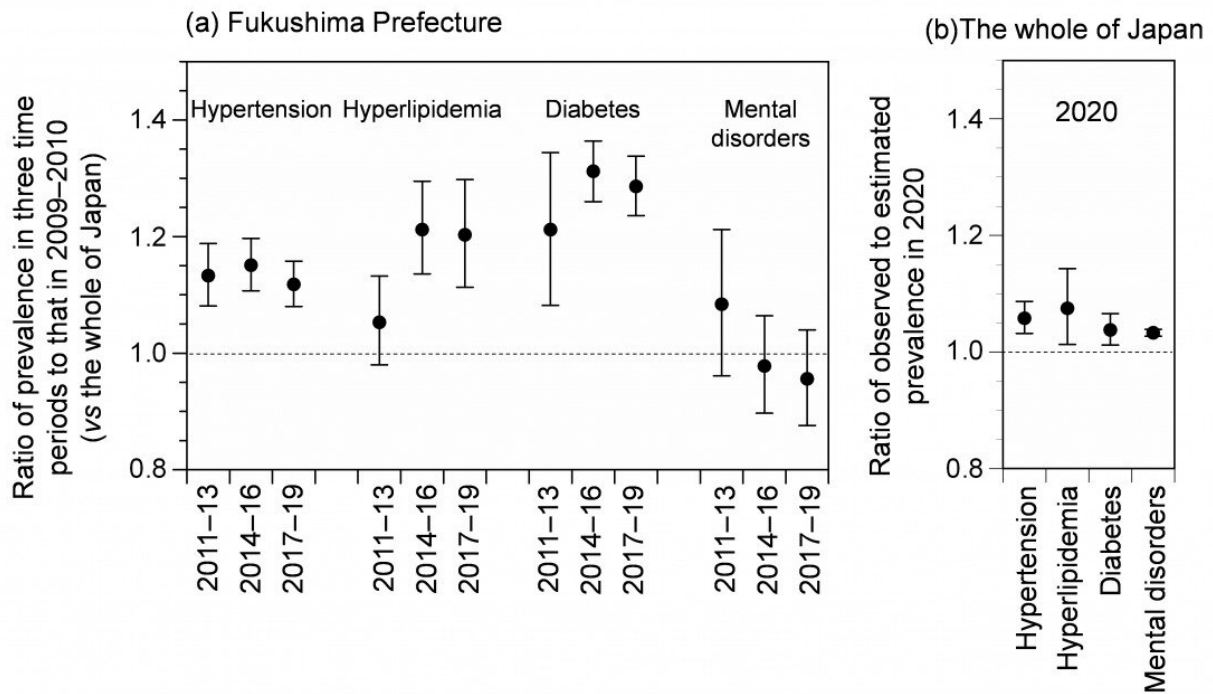 (a) Fukushima Prefecture
Ratio of prevalence in three time
periods to that in 2009–2010
(vs the whole of Japan)
1.4
1.2
1.0
0.8
Hypertension
Hyperlipidemia
Diabetes
Mental
disorders
2011–13
2014–16
2017–19
2011–13
2014–16
2017–19
2011–13
2014–16
2017–19
2011–13
2014–16
2017–19
(b)The whole of Japan
Ratio of observed to estimated
prevalence in 2020
1.4
1.2
1.0
0.8
2020
Hypertension
Hyperlipidemia
Diabetes
Mental disorders